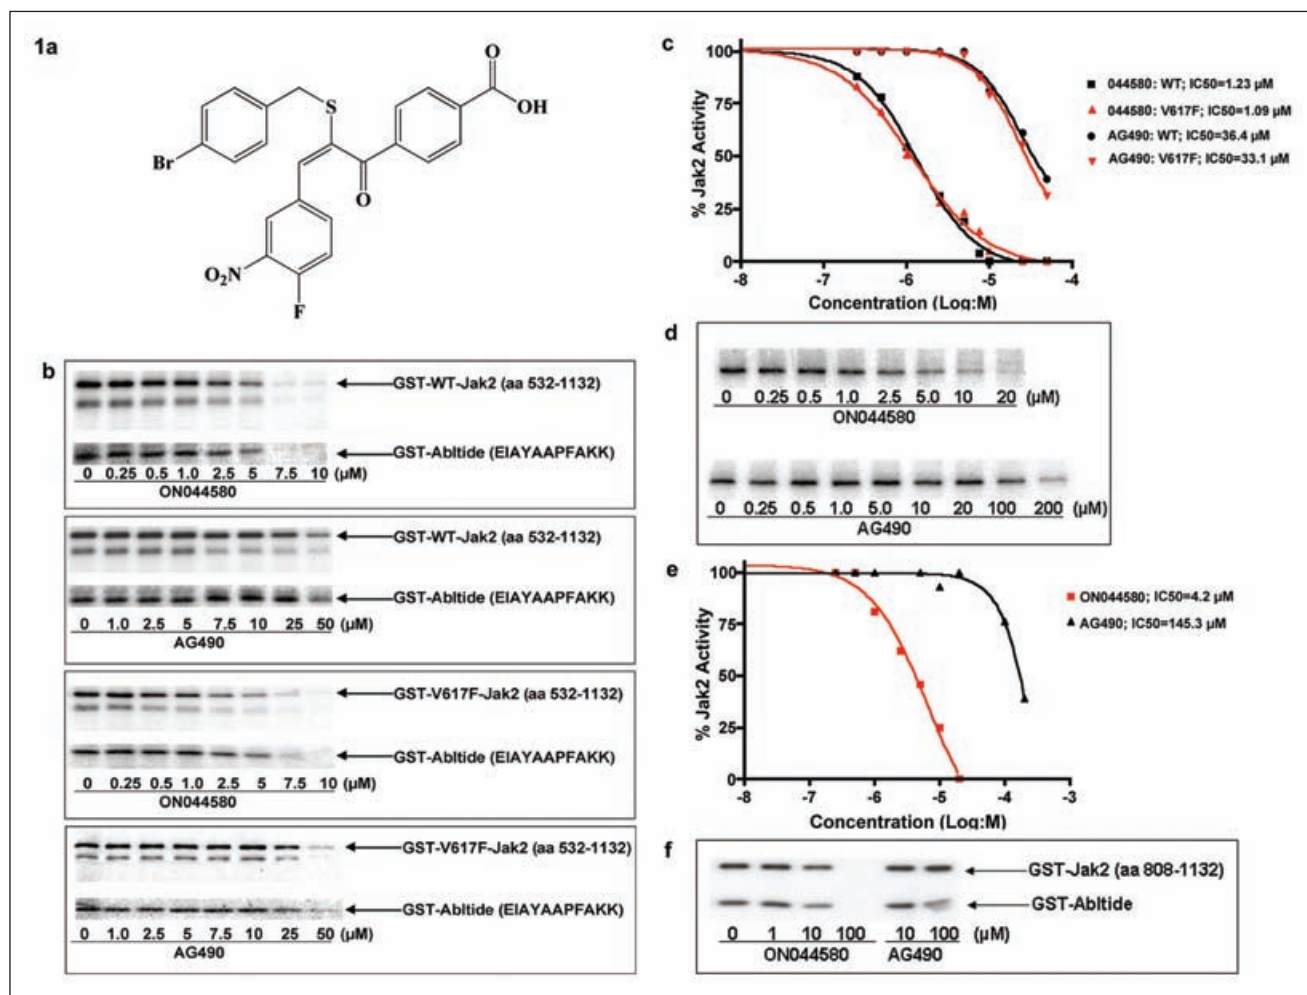 1a
O
OH
S
Br
O
O₂N
F
b
GST-WT-Jak2 (aa 532-1132)
GST-Abltide (EIAYAAPFAKK)
0 0.25 0.5 1.0 2.5 5 7.5 10 (µM)
ON044580
GST-WT-Jak2 (aa 532-1132)
GST-Abltide (EIAYAAPFAKK)
0 1.0 2.5 5 7.5 10 25 50 (µM)
AG490
GST-V617F-Jak2 (aa 532-1132)
GST-Abltide (EIAYAAPFAKK)
0 0.25 0.5 1.0 2.5 5 7.5 10 (µM)
ON044580
GST-V617F-Jak2 (aa 532-1132)
GST-Abltide (EIAYAAPFAKK)
0 1.0 2.5 5 7.5 10 25 50 (µM)
AG490
c
% Jak2 Activity
100
75
50
25
0
-8 -7 -6 -5 -4
Concentration (Log:M)
044580: WT; IC50=1.23 µM
044580: V617F; IC50=1.09 µM
AG490: WT; IC50=36.4 µM
AG490: V617F; IC50=33.1 µM
d
0 0.25 0.5 1.0 2.5 5.0 10 20 (µM)
ON044580
0 0.25 0.5 1.0 5.0 10 20 100 200 (µM)
AG490
e
% Jak2 Activity
100
75
50
25
0
-8 -7 -6 -5 -4 -3
Concentration (Log:M)
ON044580; IC50=4.2 µM
AG490; IC50=145.3 µM
f
GST-Jak2 (aa 808-1132)
GST-Abltide
0 1 10 100 10 100 (µM)
ON044580 AG490